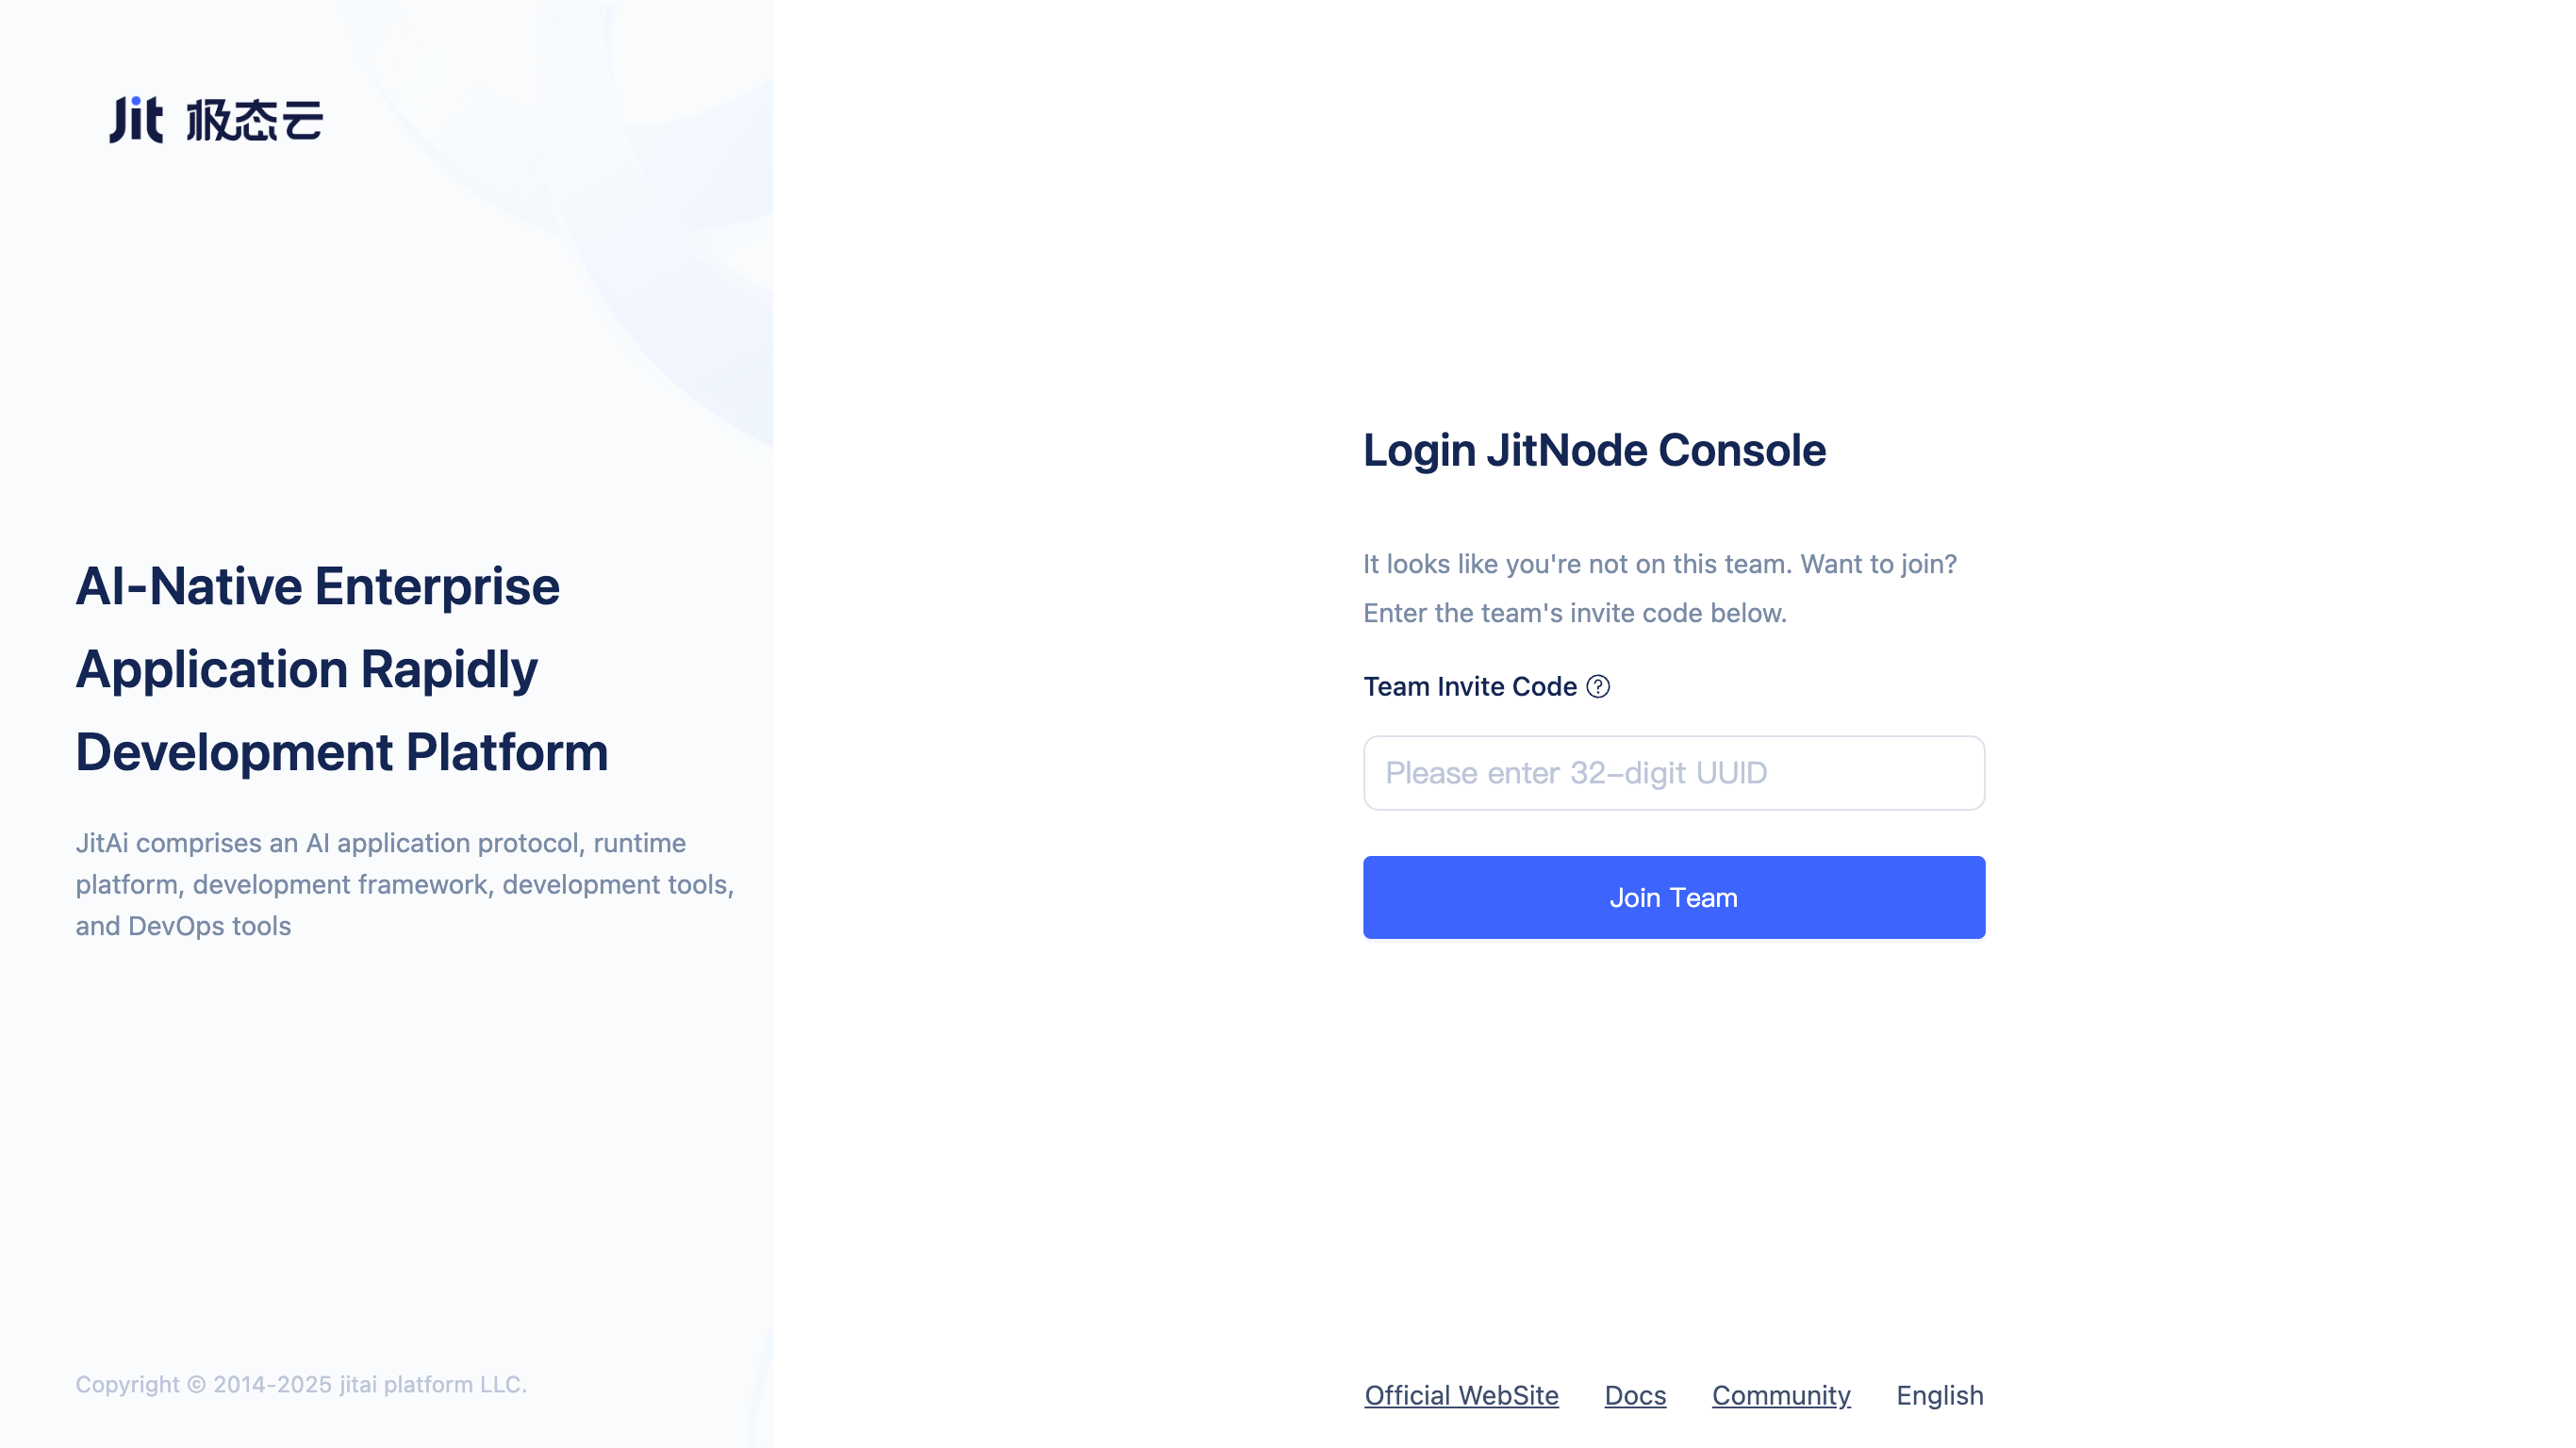 Jit 极态云
AI-Native Enterprise
Application Rapidly
Development Platform
JitAi comprises an AI application protocol, runtime
platform, development framework, development tools,
and DevOps tools
Copyright © 2014-2025 jitai platform LLC.
Login JitNode Console
It looks like you're not on this team. Want to join?
Enter the team's invite code below.
Team Invite Code
Please enter 32-digit UUID
Join Team
Official WebSite Docs Community English